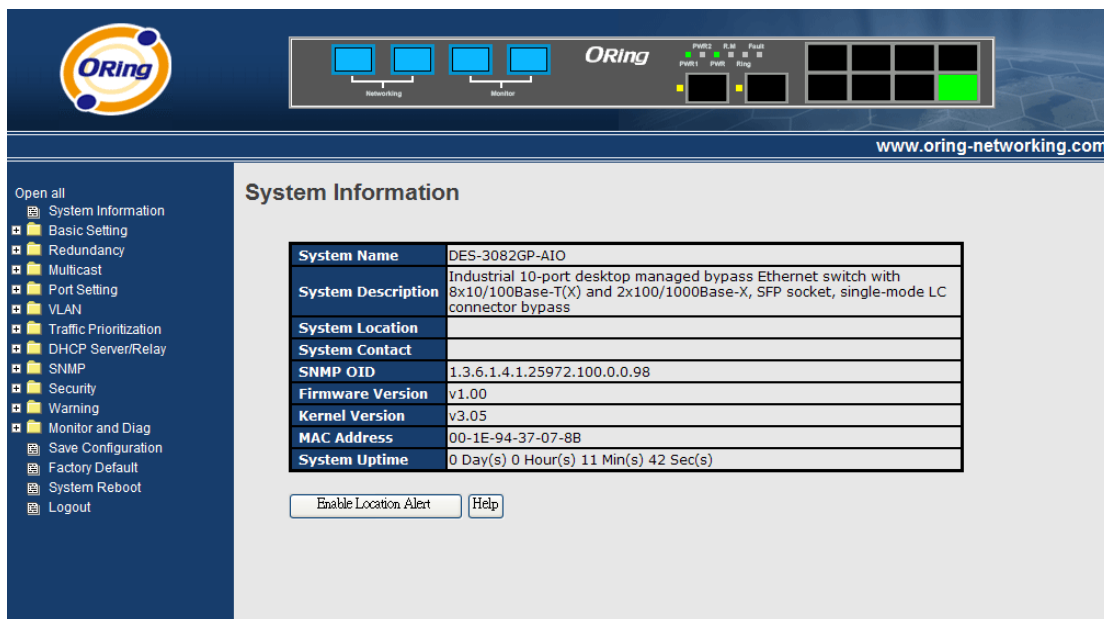 ORing
ORing
PWR2 R.M Fault
PWR1 PWR Ring
Networking
Monitor
www.oring-networking.com
Open all
System Information
Basic Setting
Redundancy
Multicast
Port Setting
VLAN
Traffic Prioritization
DHCP Server/Relay
SNMP
Security
Warning
Monitor and Diag
Save Configuration
Factory Default
System Reboot
Logout
System Information
System Name DES-3082GP-AIO
System Description Industrial 10-port desktop managed bypass Ethernet switch with
8x10/100Base-T(X) and 2x100/1000Base-X, SFP socket, single-mode LC
connector bypass
System Location
System Contact
SNMP OID 1.3.6.1.4.1.25972.100.0.0.98
Firmware Version v1.00
Kernel Version v3.05
MAC Address 00-1E-94-37-07-8B
System Uptime 0 Day(s) 0 Hour(s) 11 Min(s) 42 Sec(s)
Enable Location Alert Help